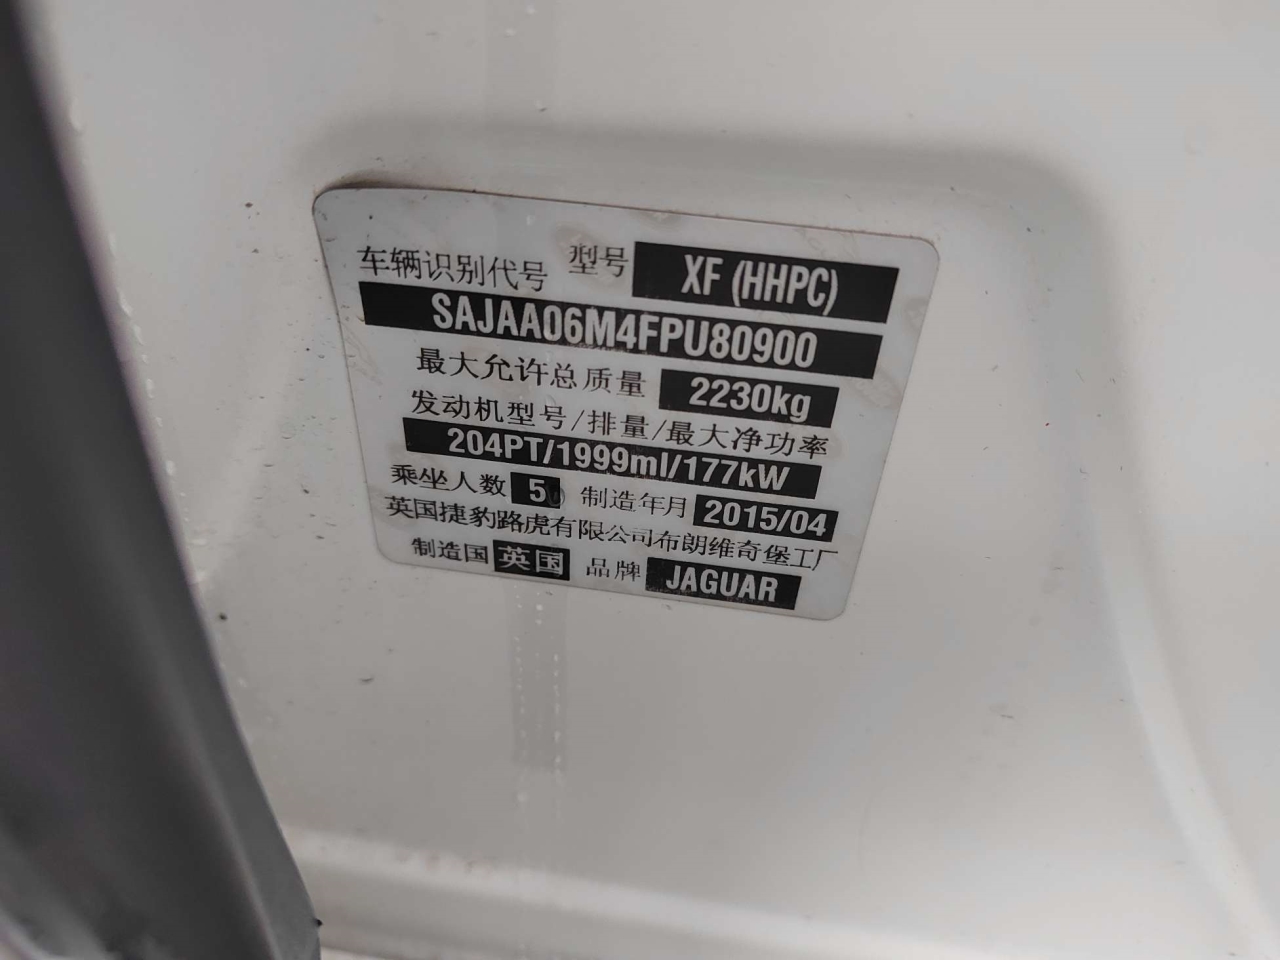 型号 XF (HHPC)
车辆识别代号
SAJAA06M4FPU80900
最大允许总质量 2230kg
发动机型号/排量/最大净功率
204PT/1999ml/177kW
乘坐人数 5 制造年月 2015/04
英国捷豹路虎有限公司布朗维奇堡工厂
制造国 英国 品牌 JAGUAR